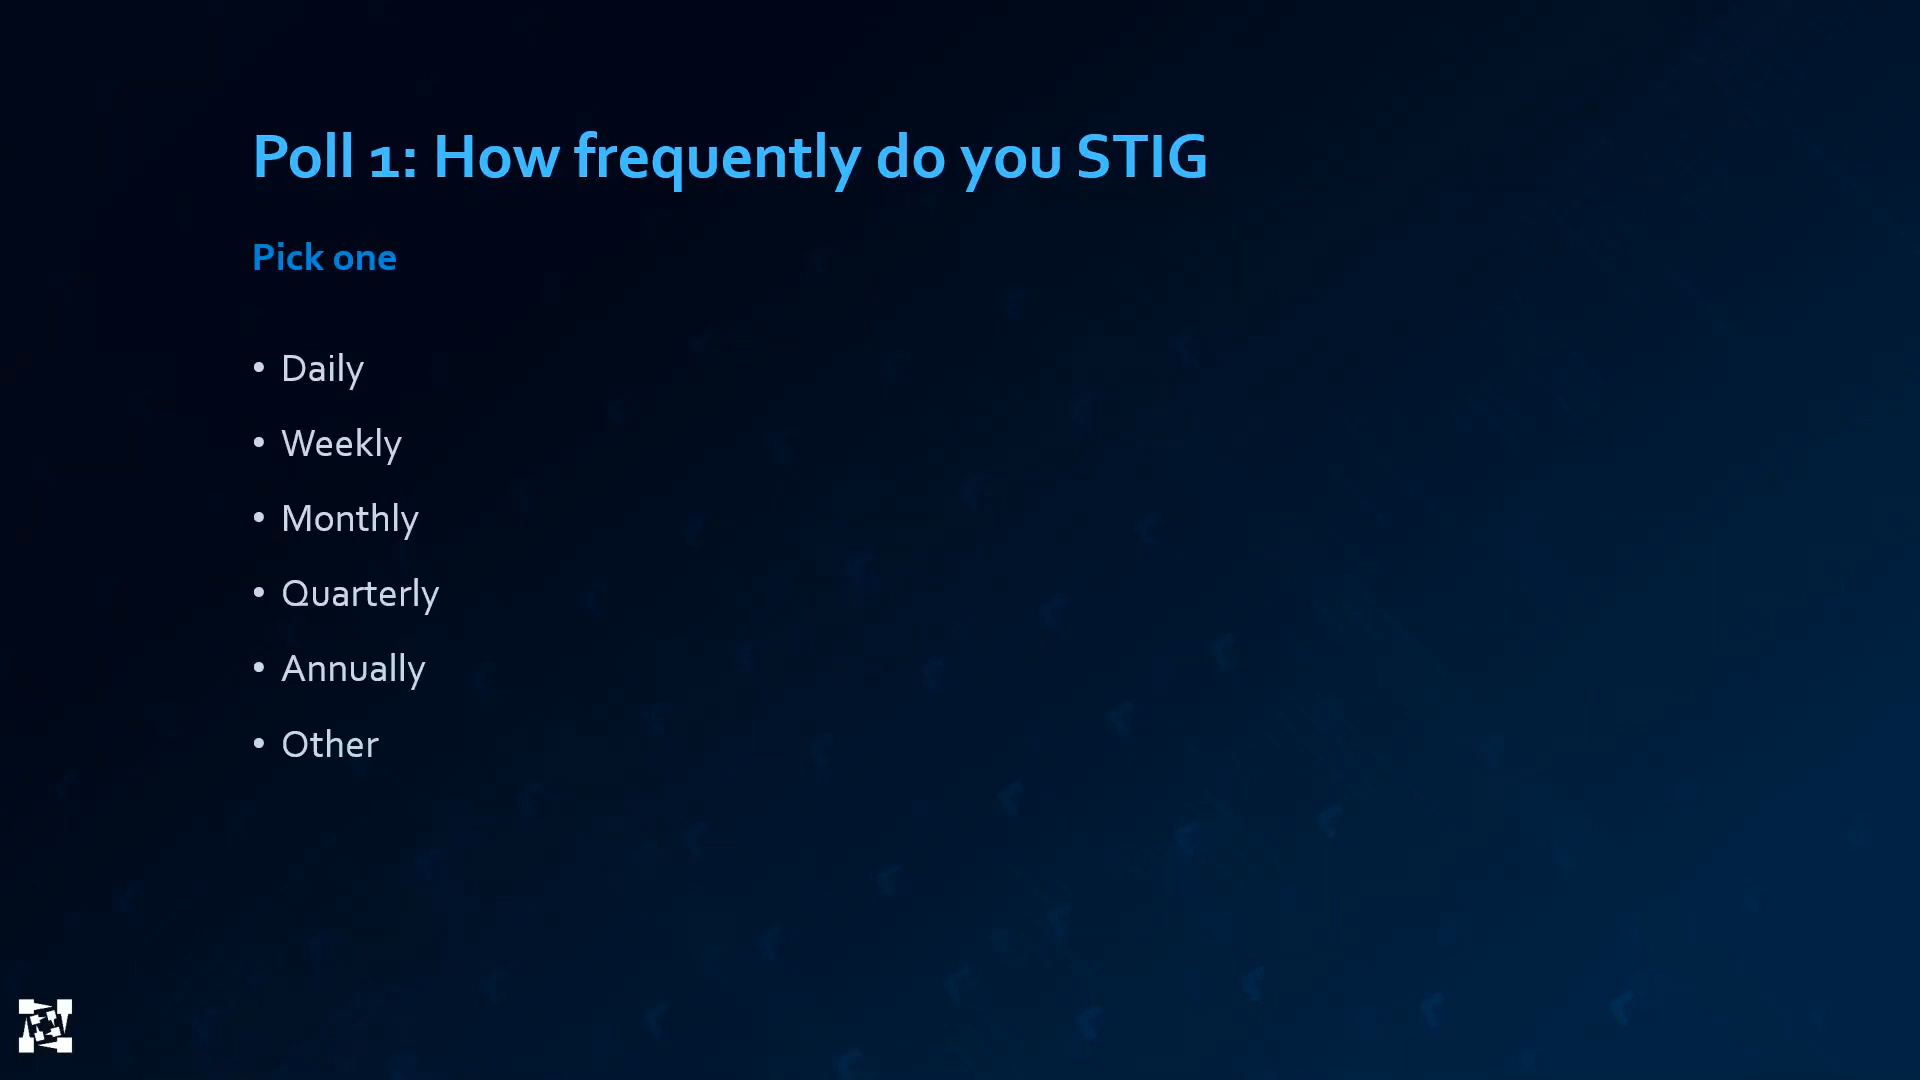 Poll 1: How frequently do you STIG
Pick one
• Daily
• Weekly
• Monthly
• Quarterly
• Annually
• Other